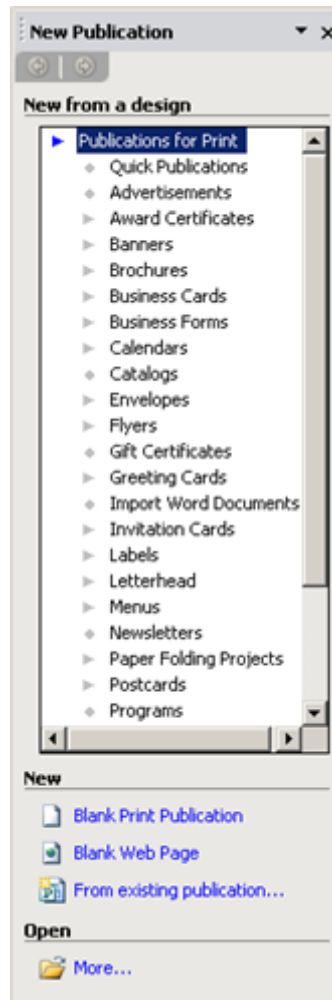 New Publication
New from a design
Publications for Print
Quick Publications
Advertisements
Award Certificates
Banners
Brochures
Business Cards
Business Forms
Calendars
Catalogs
Envelopes
Flyers
Gift Certificates
Greeting Cards
Import Word Documents
Invitation Cards
Labels
Letterhead
Menus
Newsletters
Paper Folding Projects
Postcards
Programs
New
Blank Print Publication
Blank Web Page
From existing publication...
Open
More...